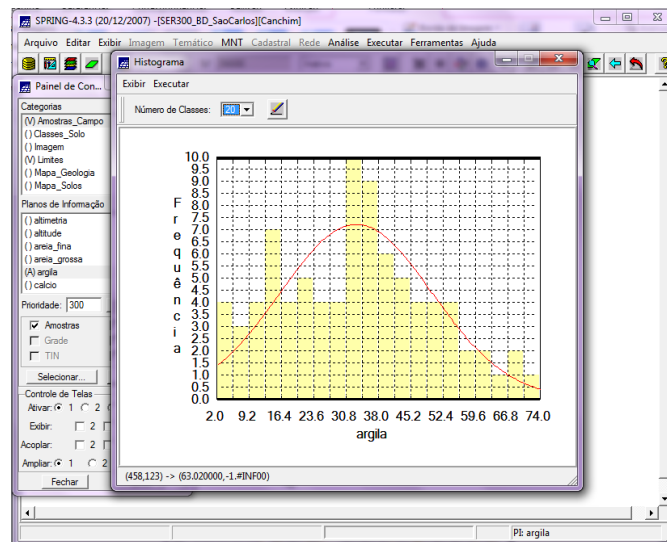 SPRING-4.3.3 (20/12/2007) -[SER300_BD_SaoCarlos][Canchim]
Arquivo Editar Exibir Imagem Temático MNT Cadastral Rede Análise Executar Ferramentas Ajuda
Painel de Con...
Categorias
(V) Amostras_Campo
( ) Classes_Solo
( ) Imagem
(V) Limites
( ) Mapa_Geologia
( ) Mapa_Solos
Planos de Informação
( ) altimetria
( ) altitude
( ) areia_fina
( ) areia_grossa
(A) argila
( ) calcio
Prioridade: 300
Amostras
Grade
TIN
Selecionar...
Controle de Telas
Ativar: 1 2
Exibir: 2
Acoplar: 2
Ampliar: 1 2
Fechar
Histograma
Exibir Executar
Número de Classes: 20
Frequência
10.0
9.5
9.0
8.5
8.0
7.5
7.0
6.5
6.0
5.5
5.0
4.5
4.0
3.5
3.0
2.5
2.0
1.5
1.0
0.5
0.0
2.0 9.2 16.4 23.6 30.8 38.0 45.2 52.4 59.6 66.8 74.0
argila
(458,123) -> (63.020000,-1.#INF00)
PI: argila